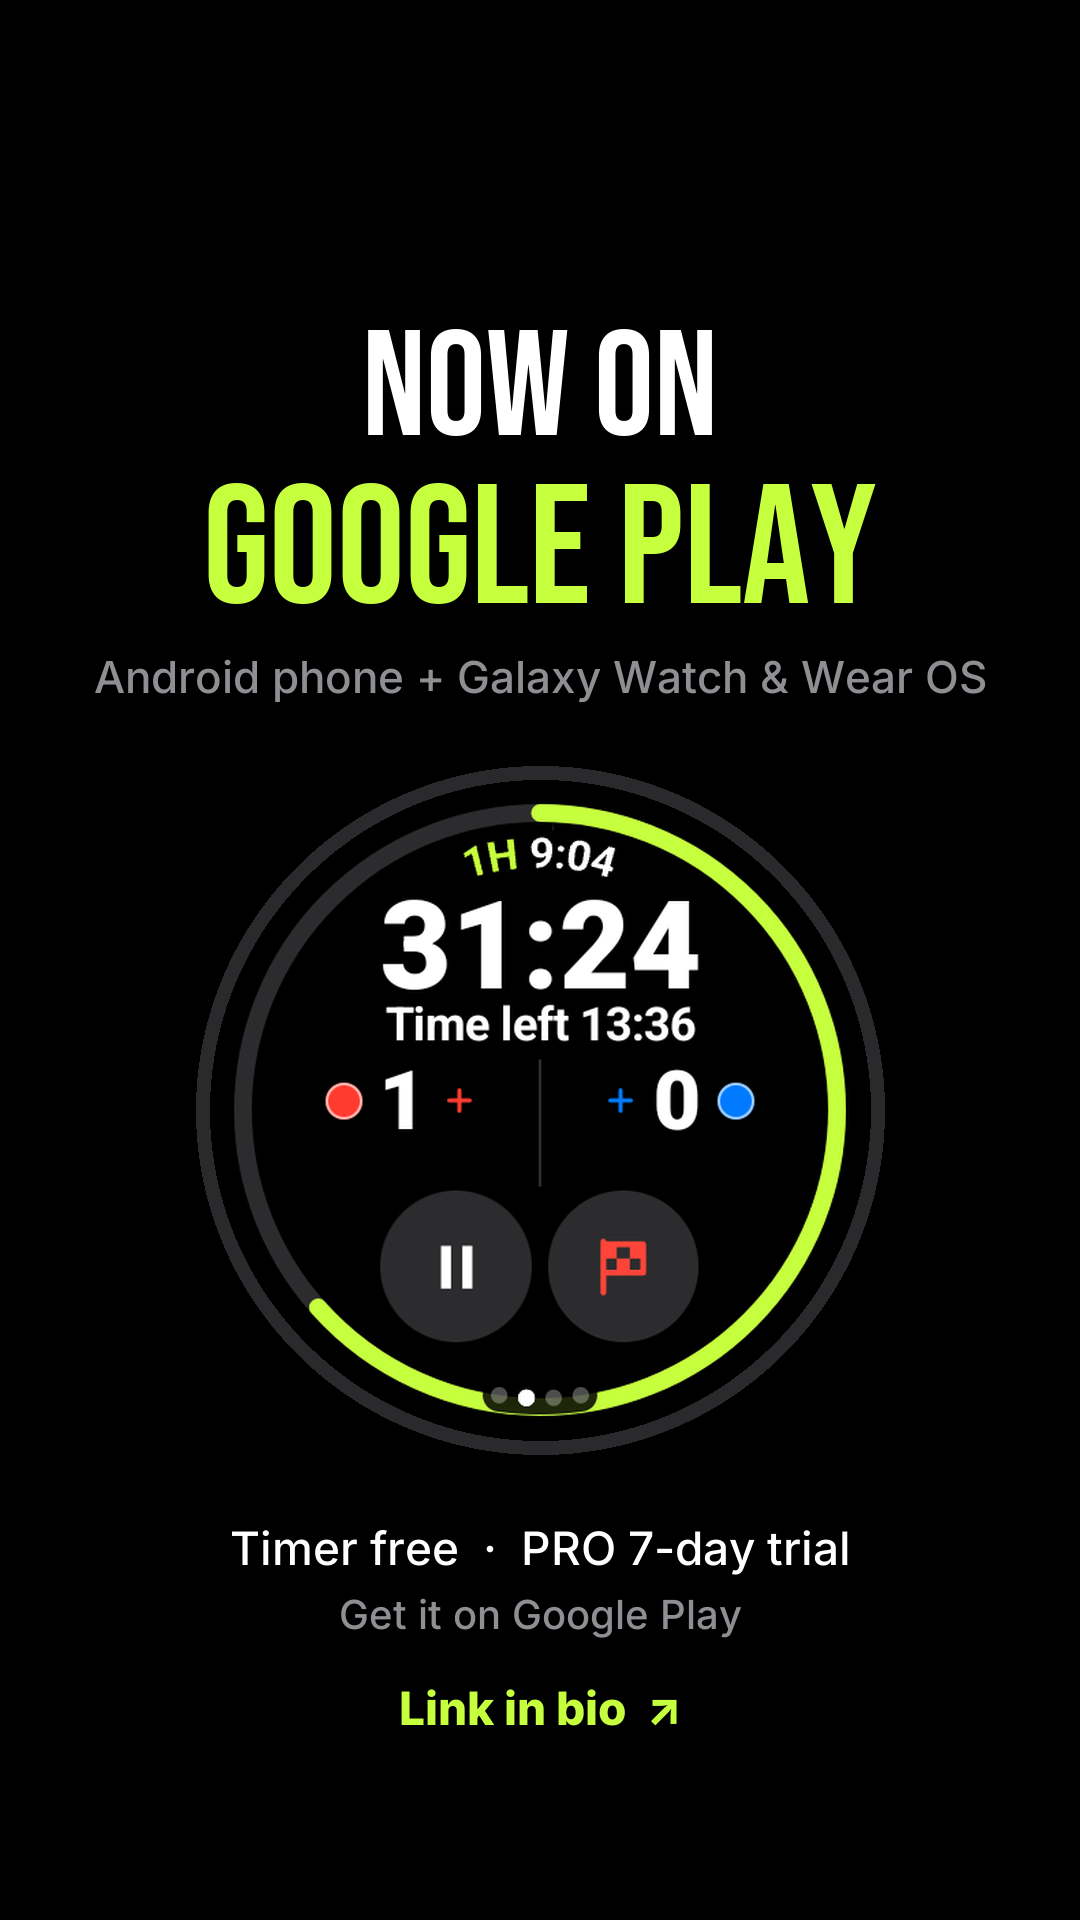 NOW ON
GOOGLE PLAY
Android phone + Galaxy Watch & Wear OS
1H 9:04
31:24
Time left 13:36
1 + + 0
Timer free · PRO 7-day trial
Get it on Google Play
Link in bio ↗